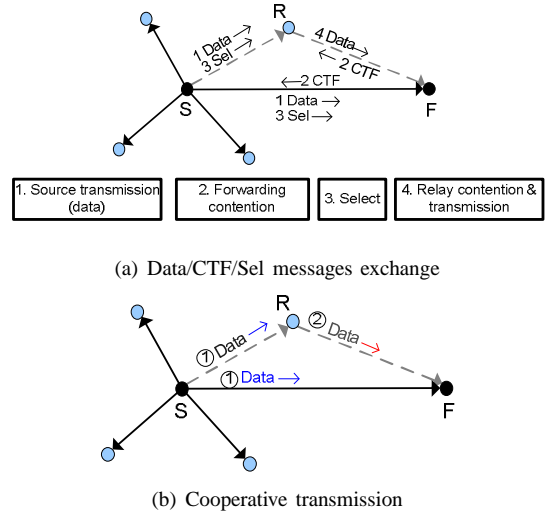 R
1 Data →
3 Sel →
4 Data →
← 2 CTF
←2 CTF
S
F
1 Data →
3 Sel →
1. Source transmission
(data)
2. Forwarding
contention
3. Select
4. Relay contention &
transmission
(a) Data/CTF/Sel messages exchange
R
① Data →
② Data →
① Data →
S
F
(b) Cooperative transmission